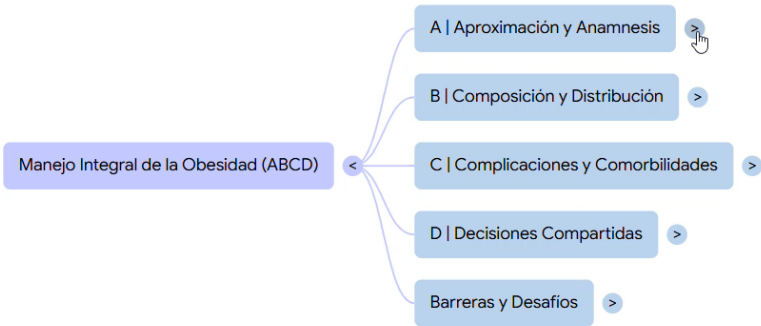 A | Aproximación y Anamnesis >
B | Composición y Distribución >
Manejo Integral de la Obesidad (ABCD) <
C | Complicaciones y Comorbilidades >
D | Decisiones Compartidas >
Barreras y Desafíos >